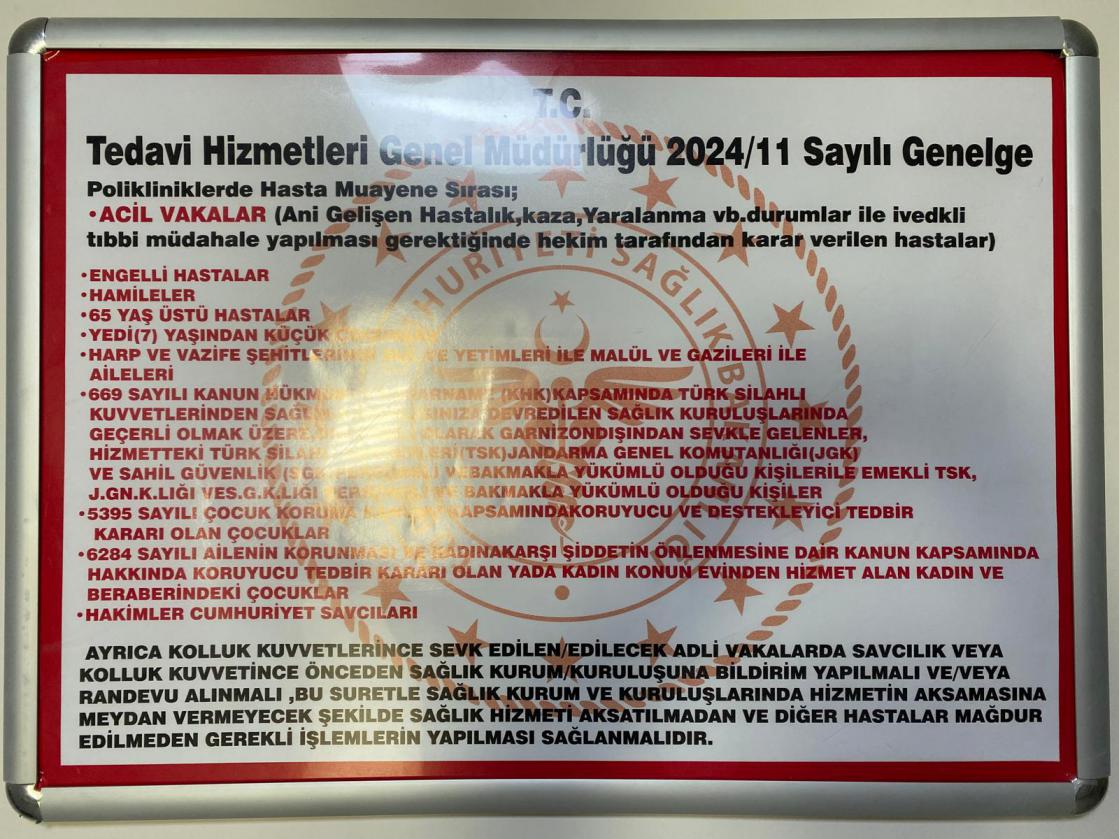 T.C.
Tedavi Hizmetleri Genel Müdürlüğü 2024/11 Sayılı Genelge
Polikliniklerde Hasta Muayene Sırası;
•ACİL VAKALAR (Ani Gelişen Hastalık,kaza,Yaralanma vb.durumlar ile ivedkli
tıbbi müdahale yapılması gerektiğinde hekim tarafından karar verilen hastalar)
•ENGELLİ HASTALAR
•HAMİLELER
•65 YAŞ ÜSTÜ HASTALAR
•YEDİ(7) YAŞINDAN KÜÇÜK
•HARP VE VAZİFE ŞEHİTLERİNİN VE YETİMLERİ İLE MALÜL VE GAZİLERİ İLE
AİLELERİ
•669 SAYILI KANUN (KHK)KAPSAMINDA TÜRK SİLAHLI
KUVVETLERİNDEN DEVREDİLEN SAĞLIK KURULUŞLARINDA
GEÇERLİ OLMAK OLARAK GARNİZONDIŞINDAN SEVKLE GELENLER,
HİZMETTEKİ TÜRK (TSK)JANDARMA GENEL KOMUTANLIĞI(JGK)
VE SAHİL GÜVENLİK VEBAKMAKLA YÜKÜMLÜ OLDUĞU KİŞİLERİLE EMEKLİ TSK,
J.GN.K.LIĞI VES.G.K.LIĞI VE BAKMAKLA YÜKÜMLÜ OLDUĞU KİŞİLER
•5395 SAYILI ÇOCUK KORUMA KAPSAMINDAKORUYUCU VE DESTEKLEYİCİ TEDBİR
KARARI OLAN ÇOCUKLAR
•6284 SAYILI AİLENİN KORUNMASI VE KADINAKARŞI ŞİDDETİN ÖNLENMESİNE DAİR KANUN KAPSAMINDA
HAKKINDA KORUYUCU TEDBİR KARARI OLAN YADA KADIN KONUK EVİNDEN HİZMET ALAN KADIN VE
BERABERİNDEKİ ÇOCUKLAR
•HAKİMLER CUMHURİYET SAVCILARI
AYRICA KOLLUK KUVVETLERİNCE SEVK EDİLEN/EDİLECEK ADLİ VAKALARDA SAVCILIK VEYA
KOLLUK KUVVETİNCE ÖNCEDEN SAĞLIK KURUM/KURULUŞUNA BİLDİRİM YAPILMALI VE/VEYA
RANDEVU ALINMALI ,BU SURETLE SAĞLIK KURUM VE KURULUŞLARINDA HİZMETİN AKSAMASINA
MEYDAN VERMEYECEK ŞEKİLDE SAĞLIK HİZMETİ AKSATILMADAN VE DİĞER HASTALAR MAĞDUR
EDİLMEDEN GEREKLİ İŞLEMLERİN YAPILMASI SAĞLANMALIDIR.